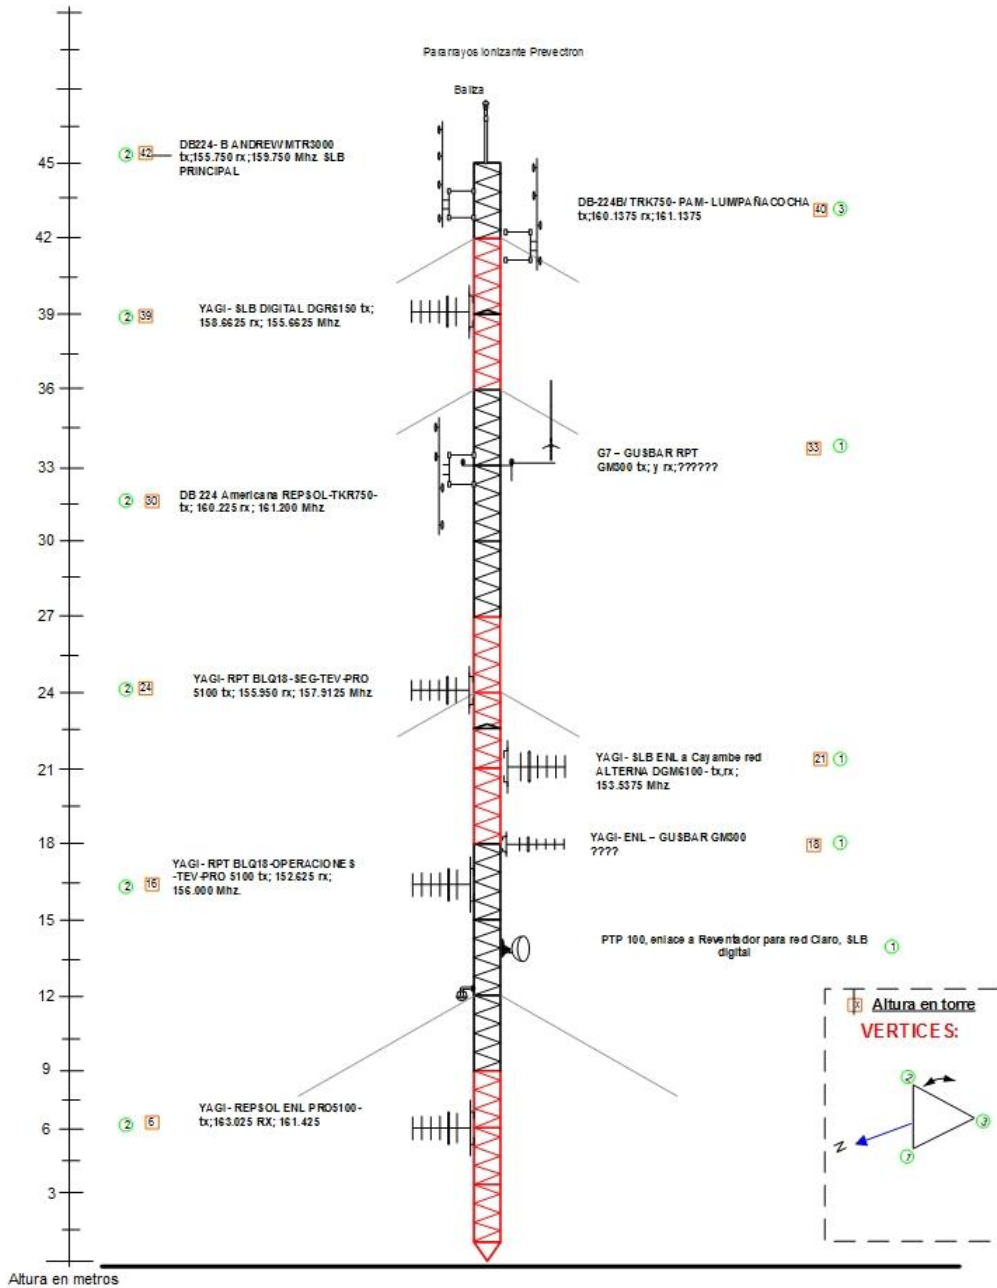 Pararrayos Ionizante Prevectron
Baliza
2 42 DB224- B ANDREW/MTR3000
tx;155.750 rx;159.750 Mhz. SLB
PRINCIPAL
45
DB-224B/ TRK750- PAM- LUM/PAÑACOCHA
tx;160.1375 rx;161.1375
40 3
42
2 39 YAGI- SLB DIGITAL DGR6150 tx;
158.6625 rx; 155.6625 Mhz
39
36
G7 – GUSBAR RPT
GM300 tx; y rx;??????
33 1
33
2 30 DB 224 Americana REPSOL-TKR750-
tx; 160.225 rx; 161.200 Mhz
30
27
2 24 YAGI- RPT BLQ18-SEG-TEV-PRO
5100 tx; 155.950 rx; 157.9125 Mhz
24
YAGI- SLB ENL a Cayambe red
ALTERNA DGM6100- tx,rx;
153.5375 Mhz
21 1
21
18
YAGI- ENL – GUSBAR GM300
????
18 1
2 16 YAGI- RPT BLQ18-OPERACIONES
-TEV-PRO 5100 tx; 152.625 rx;
156.000 Mhz.
15
PTP 100, enlace a Reventador para red Claro, SLB
digital
1
12
9
2 6 YAGI- REPSOL ENL PRO5100-
tx;163.025 RX; 161.425
6
3
Altura en metros
x Altura en torre
VERTICES:
2
3
N
1